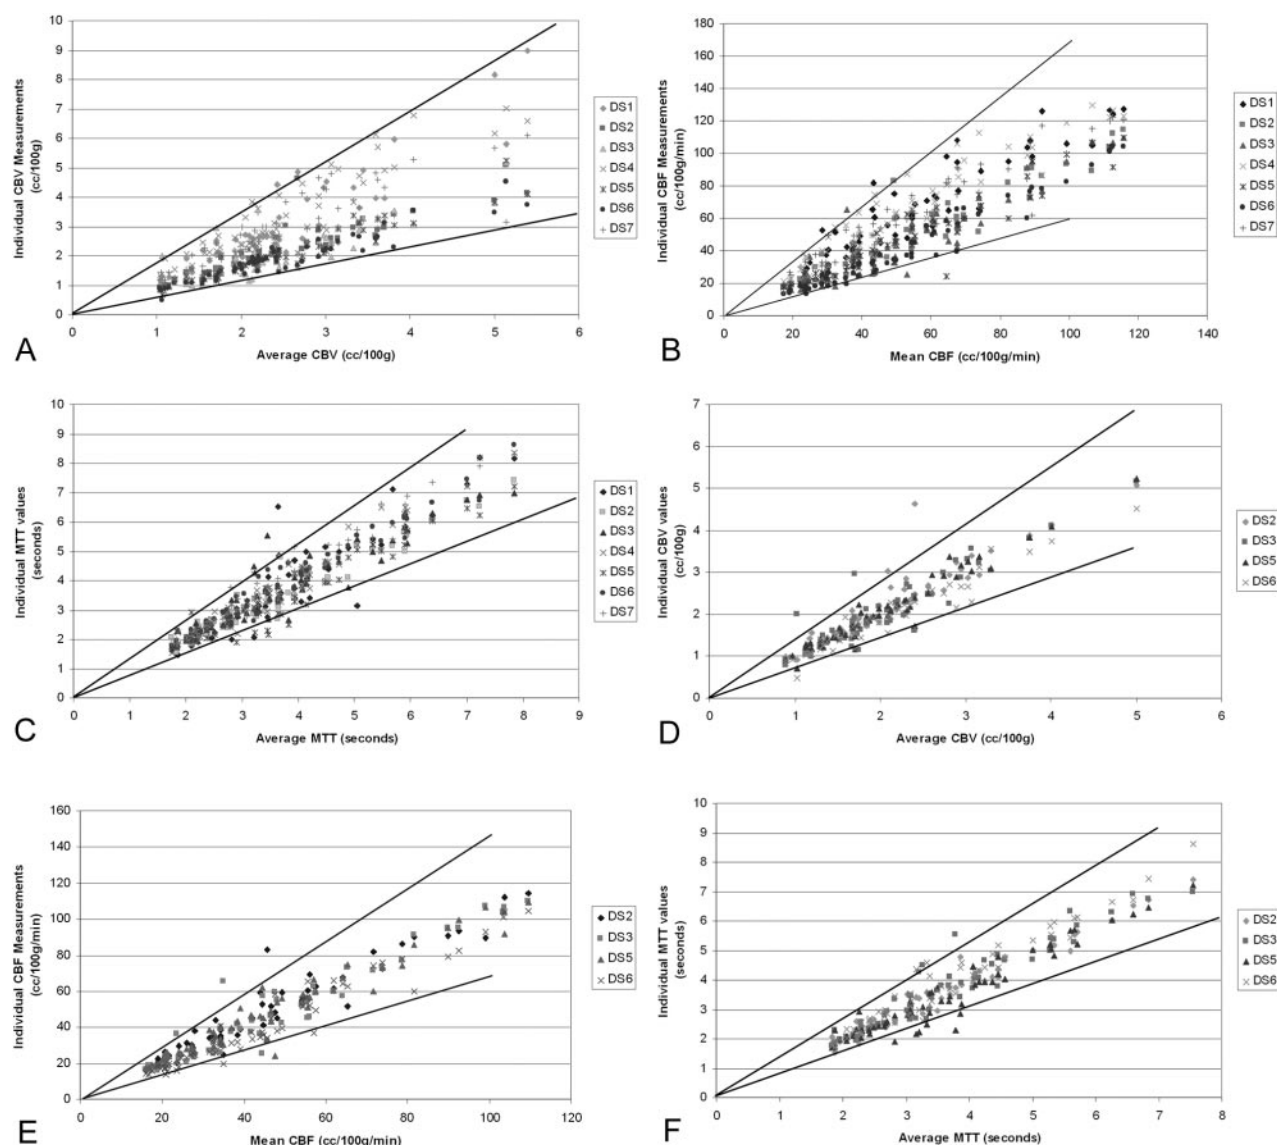 10
9
8
7
6
5
4
3
2
1
0
Individual CBV Measurements
(cc/100g)
0 1 2 3 4 5 6
Average CBV (cc/100g)
DS1
DS2
DS3
DS4
DS5
DS6
DS7
A
180
160
140
120
100
80
60
40
20
0
Individual CBF Measurements
(cc/100g/min)
0 20 40 60 80 100 120 140
Mean CBF (cc/100g/min)
DS1
DS2
DS3
DS4
DS5
DS6
DS7
B
10
9
8
7
6
5
4
3
2
1
0
Individual MTT values
(seconds)
0 1 2 3 4 5 6 7 8 9
Average MTT (seconds)
DS1
DS2
DS3
DS4
DS5
DS6
DS7
C
7
6
5
4
3
2
1
0
Individual CBV values
(cc/100g)
0 1 2 3 4 5 6
Average CBV (cc/100g)
DS2
DS3
DS5
DS6
D
160
140
120
100
80
60
40
20
0
Individual CBF Measurements
(cc/100g/min)
0 20 40 60 80 100 120
Mean CBF (cc/100g/min)
DS2
DS3
DS5
DS6
E
10
9
8
7
6
5
4
3
2
1
0
Individual MTT values
(seconds)
0 1 2 3 4 5 6 7 8
Average MTT (seconds)
DS2
DS3
DS5
DS6
F